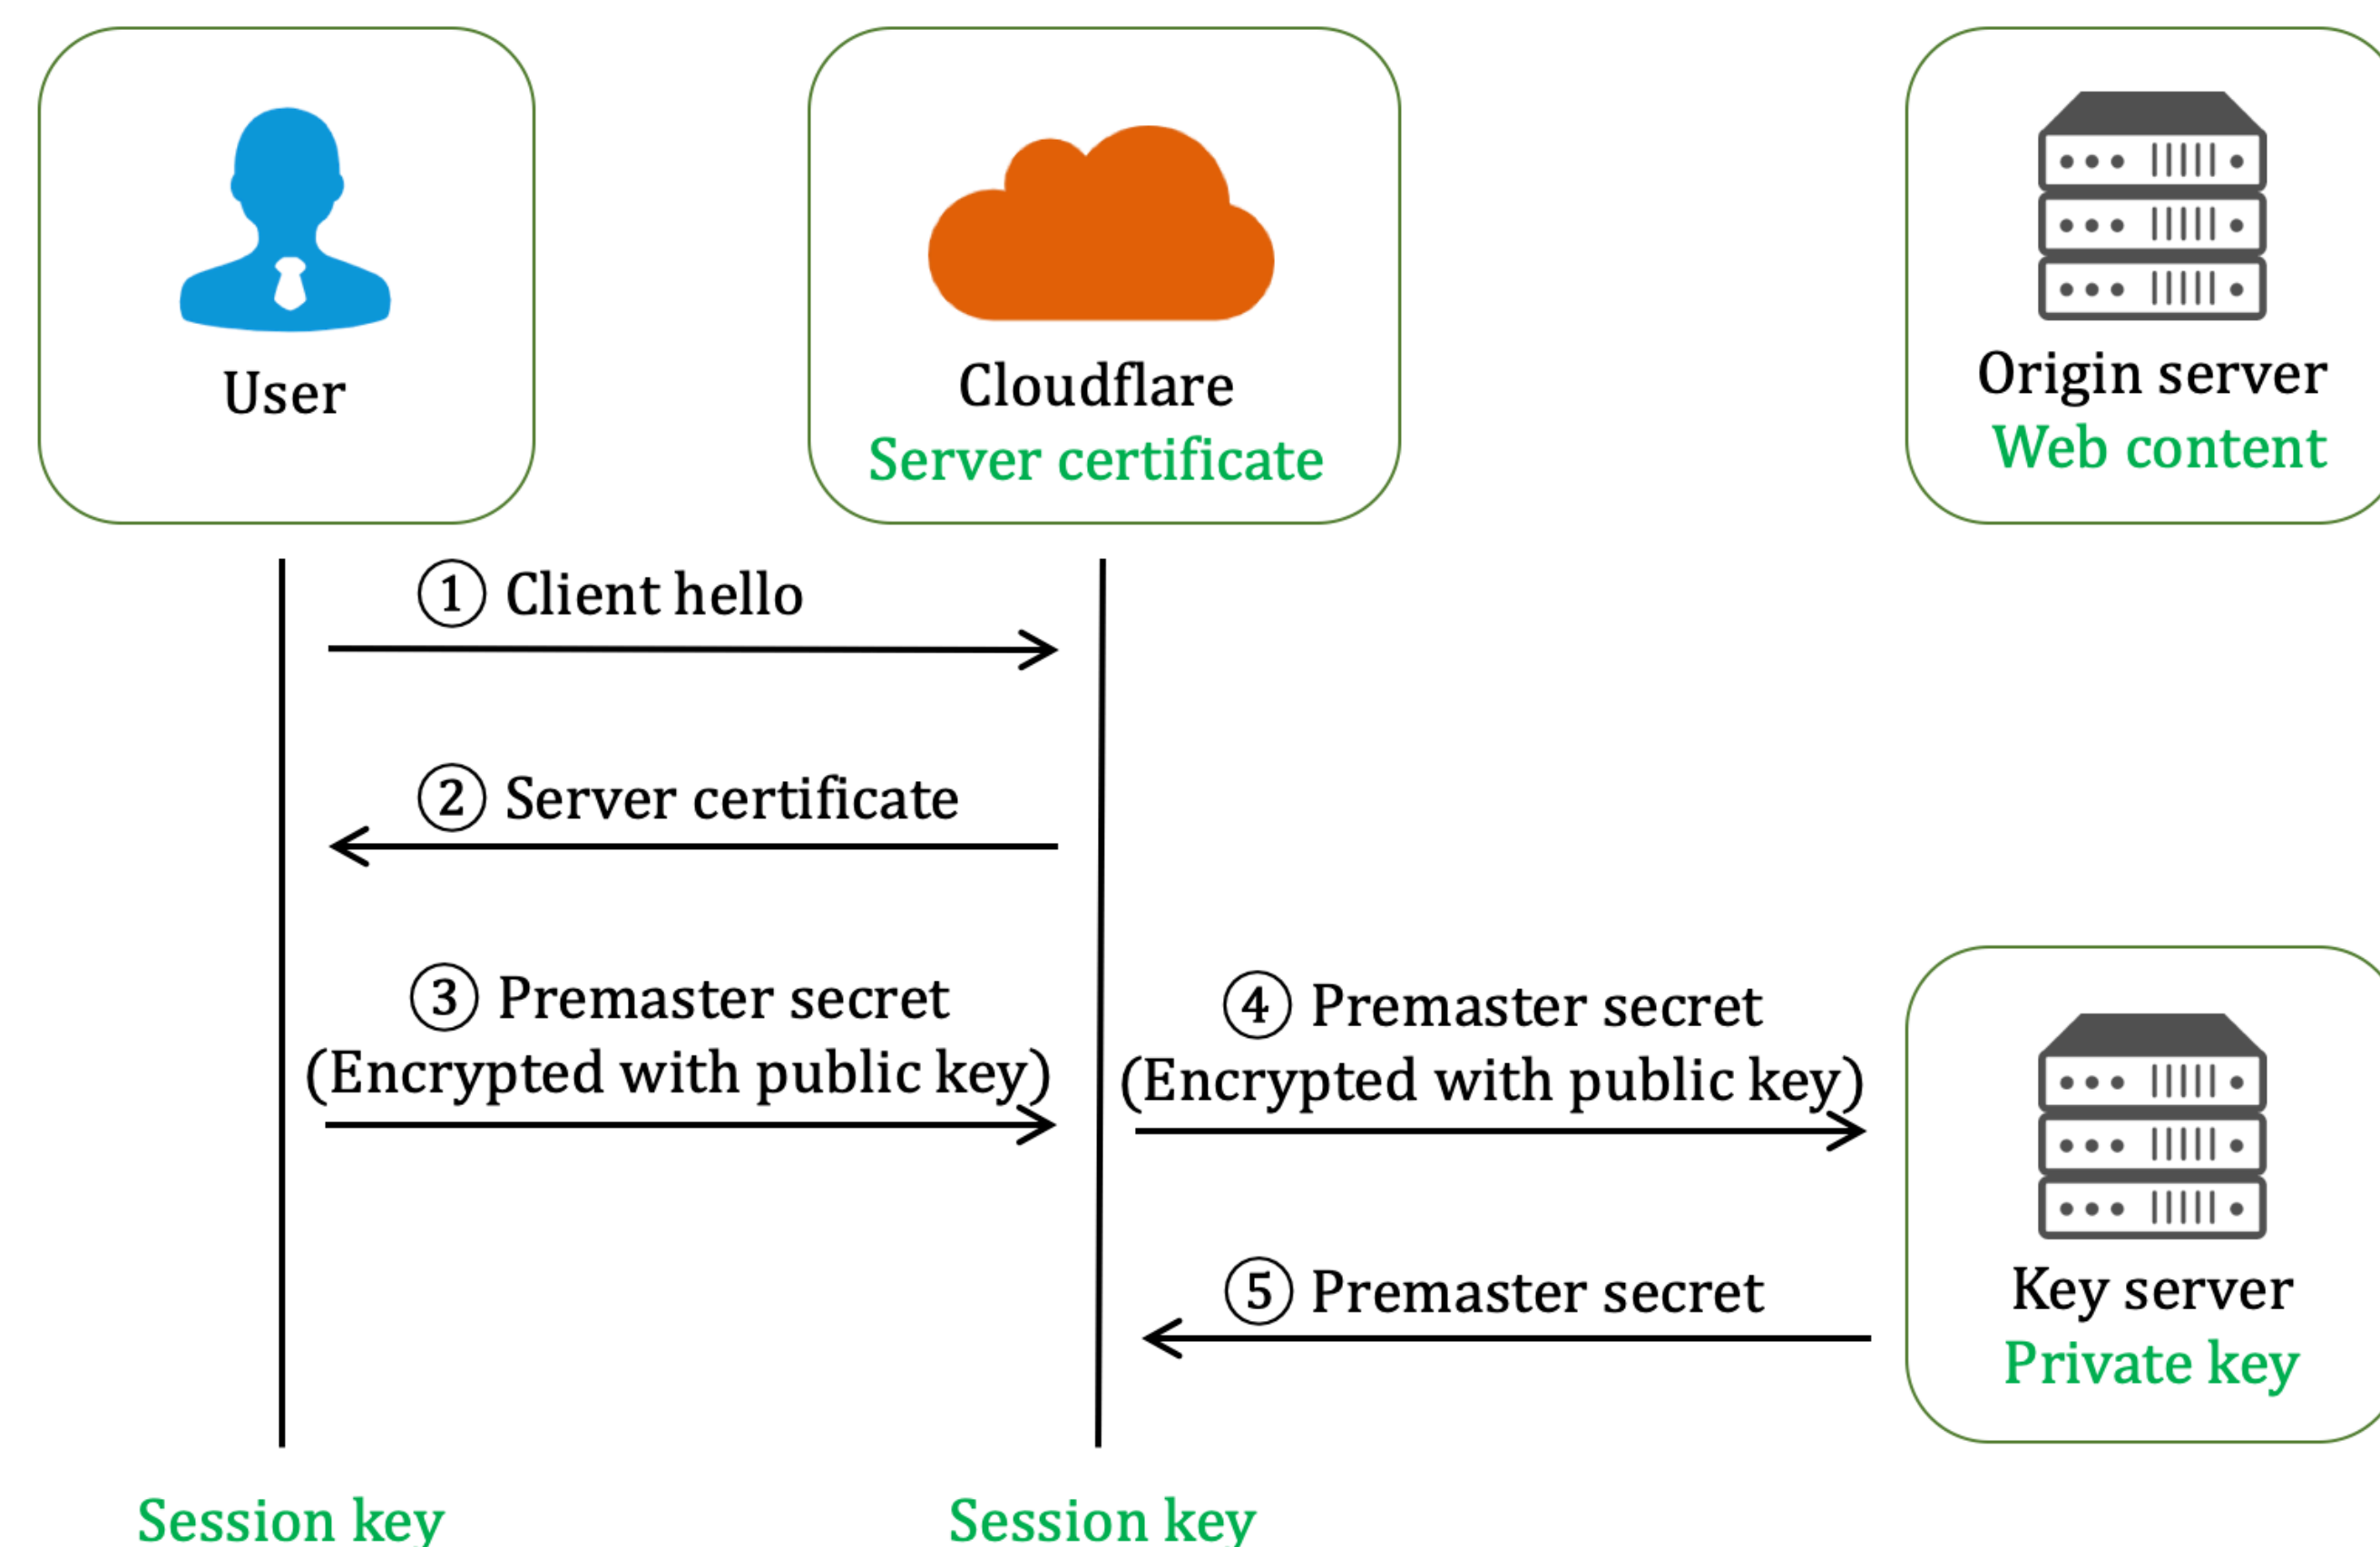 User
Cloudflare
Server certificate
Origin server
Web content
① Client hello
② Server certificate
③ Premaster secret
(Encrypted with public key)
④ Premaster secret
(Encrypted with public key)
⑤ Premaster secret
Key server
Private key
Session key
Session key